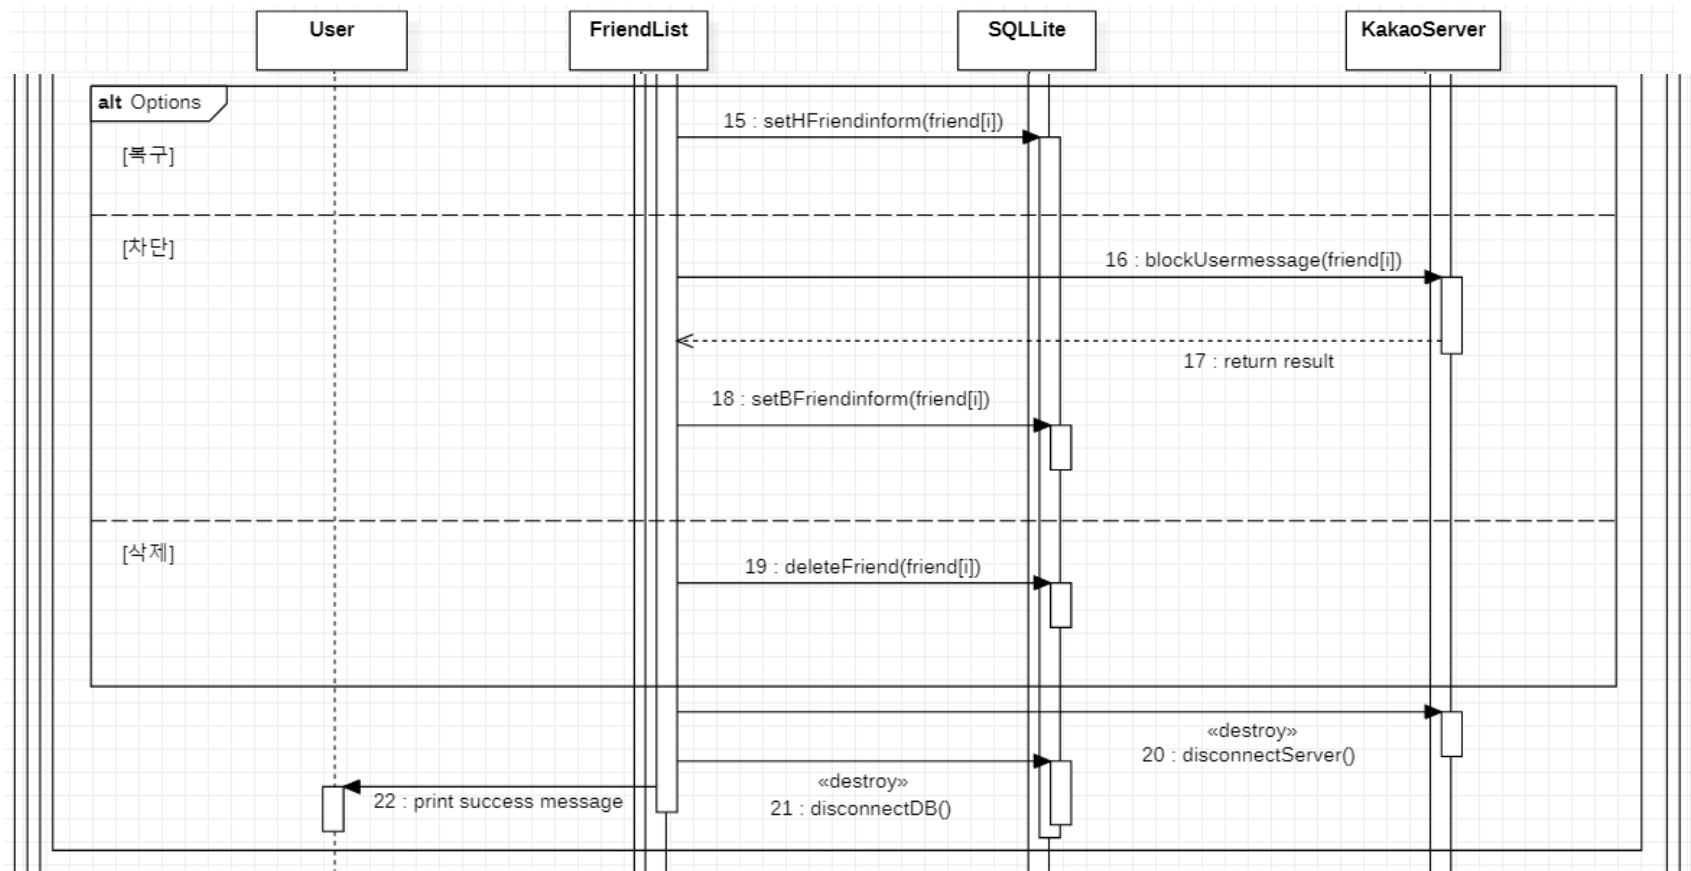 User
FriendList
SQLLite
KakaoServer
alt Options
15 : setHFriendinform(friend[i])
[복구]
[차단]
16 : blockUsermessage(friend[i])
17 : return result
18 : setBFriendinform(friend[i])
[삭제]
19 : deleteFriend(friend[i])
«destroy»
20 : disconnectServer()
«destroy»
21 : disconnectDB()
22 : print success message